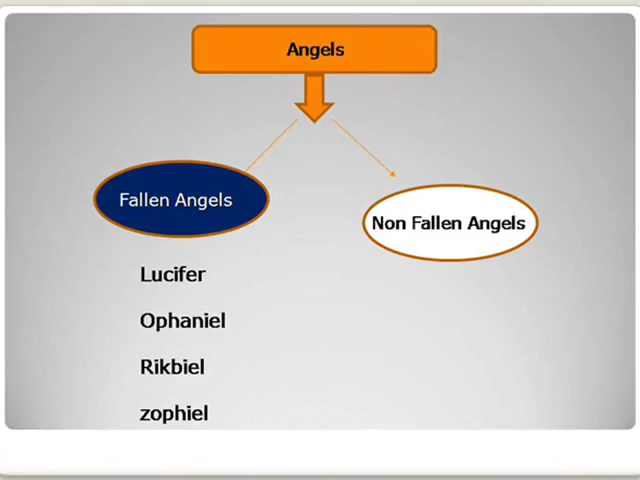 Angels
Fallen Angels
Non Fallen Angels
Lucifer
Ophaniel
Rikbiel
zophiel